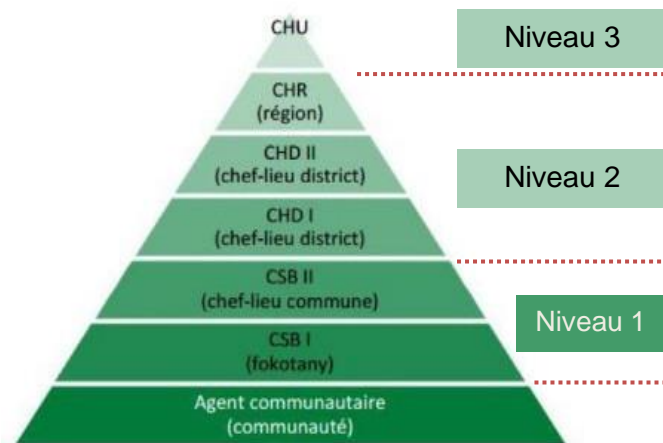 CHU
Niveau 3
CHR
(région)
CHD II
(chef-lieu district)
Niveau 2
CHD I
(chef-lieu district)
CSB II
(chef-lieu commune)
Niveau 1
CSB I
(fokotany)
Agent communautaire
(communauté)